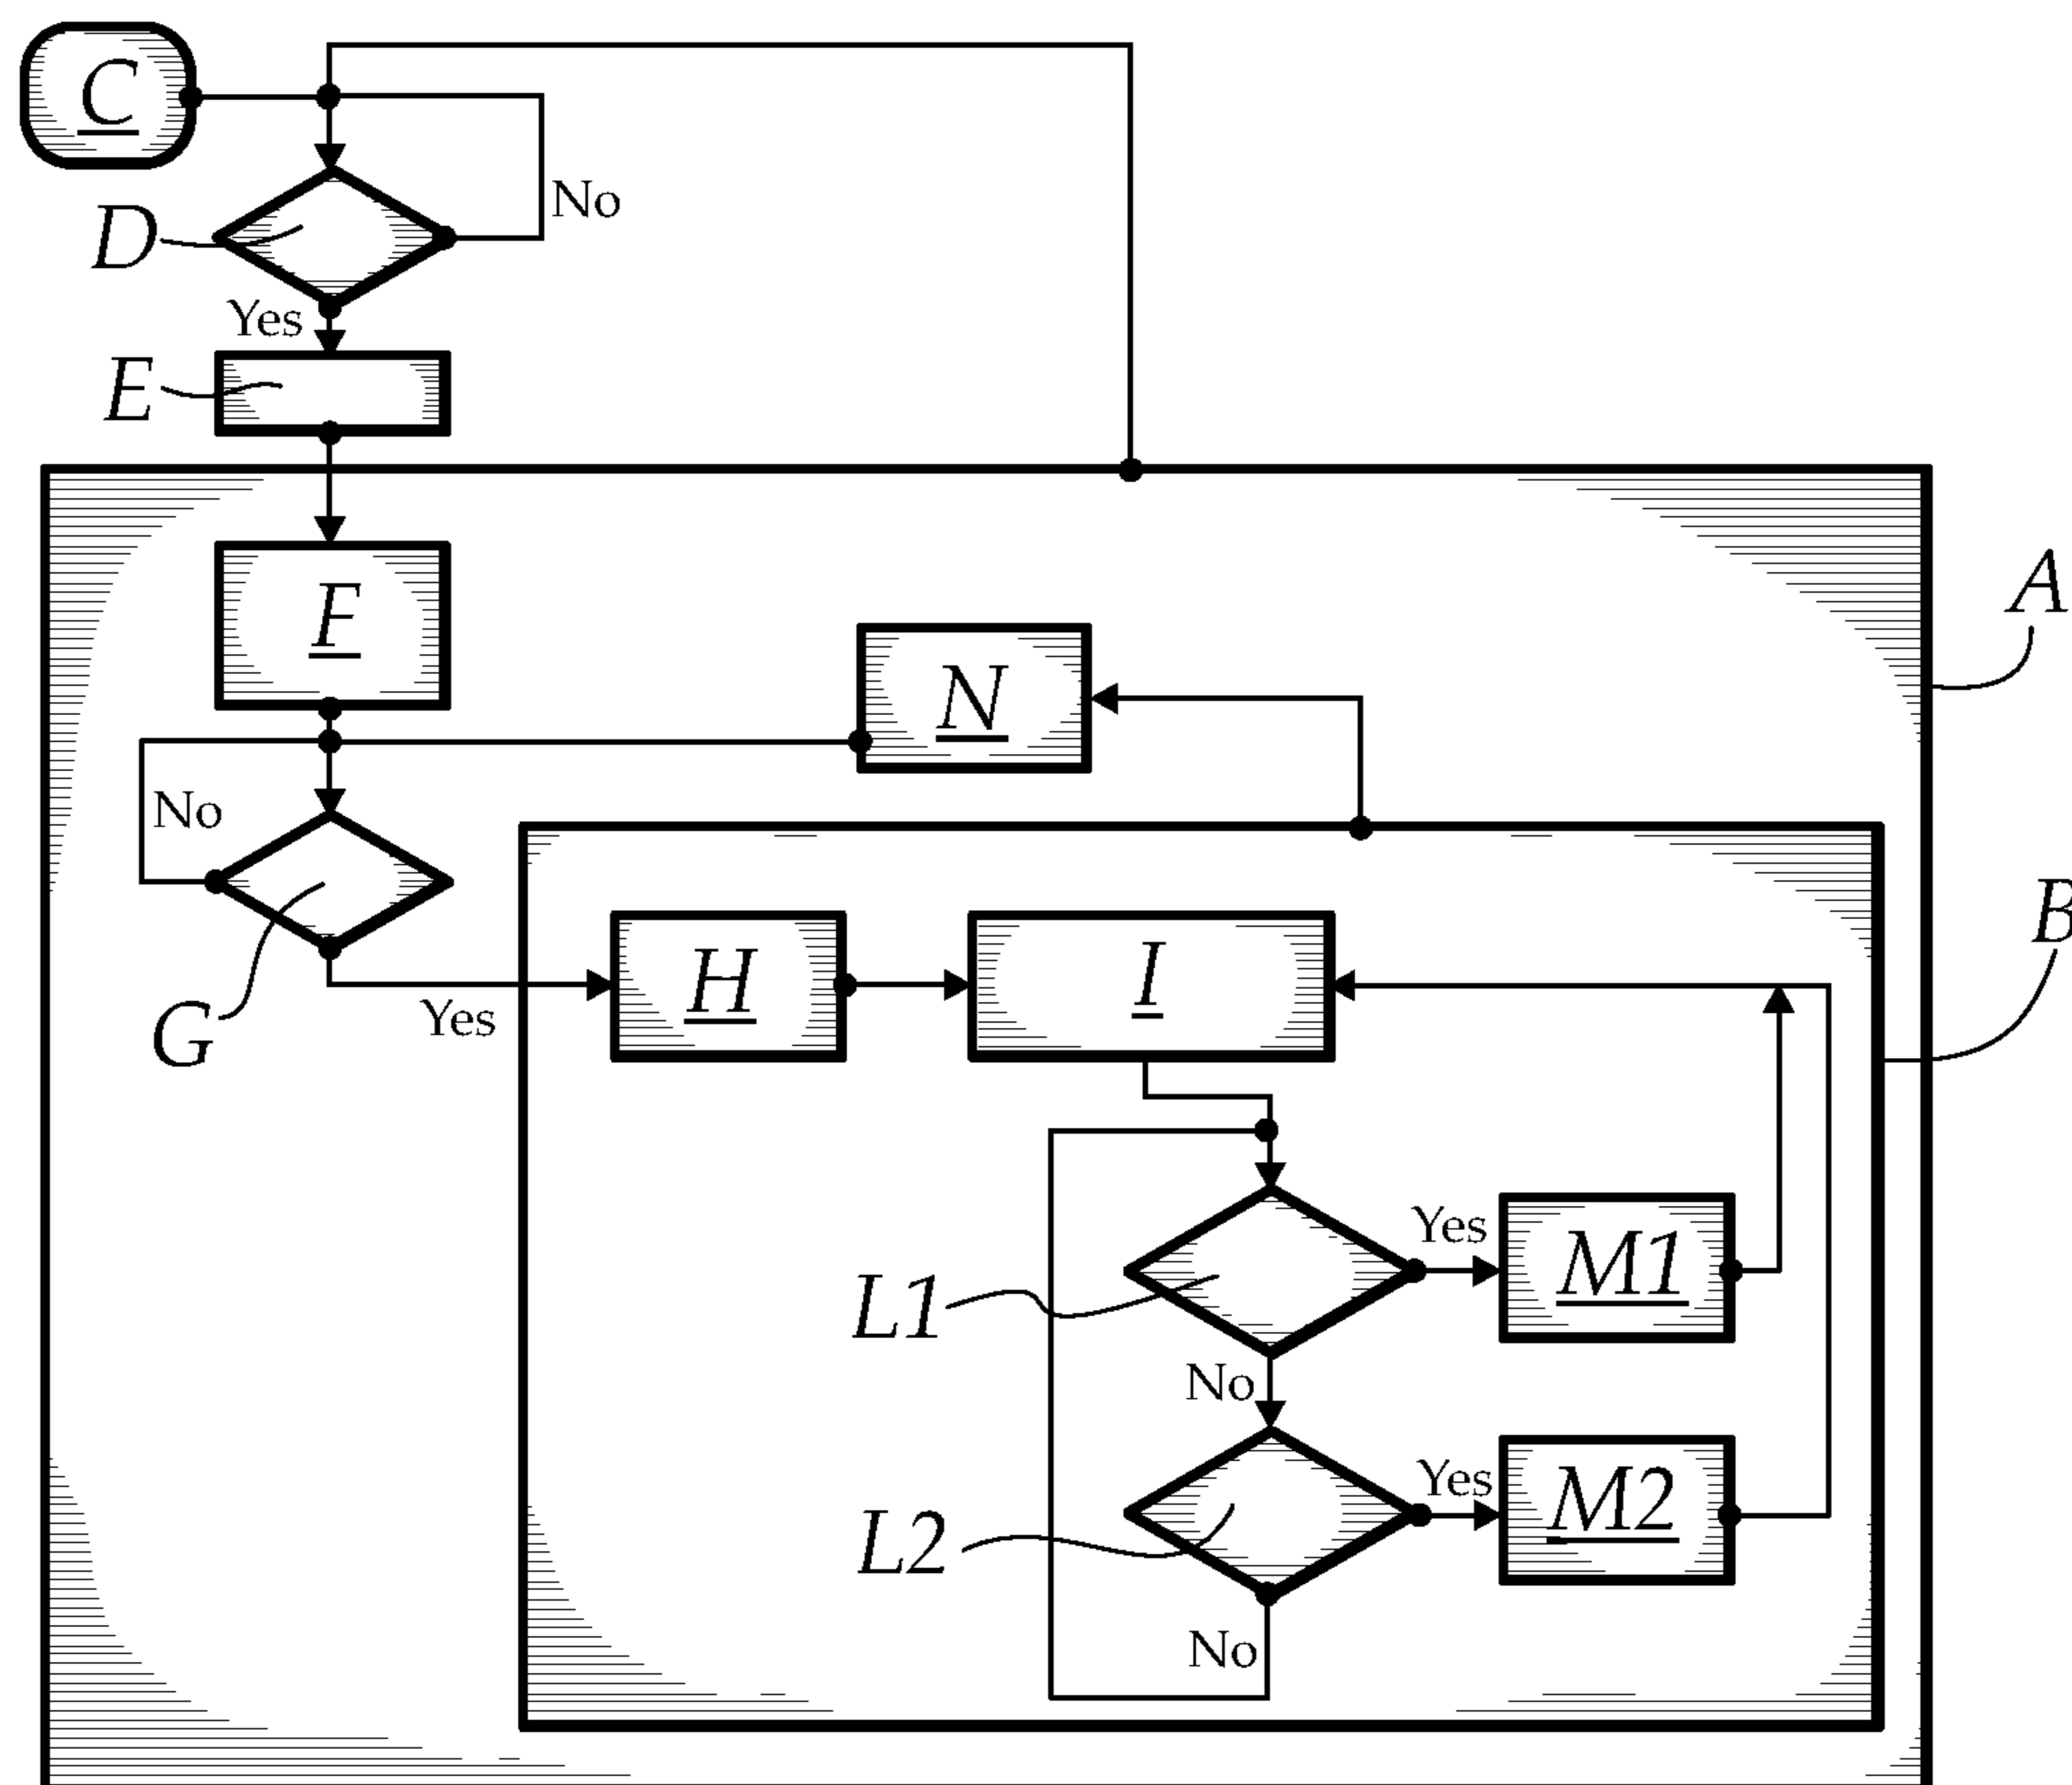 C
No
D
Yes
E
A
F
N
No
B
H
I
G
Yes
Yes
M1
L1
No
Yes
M2
L2
No